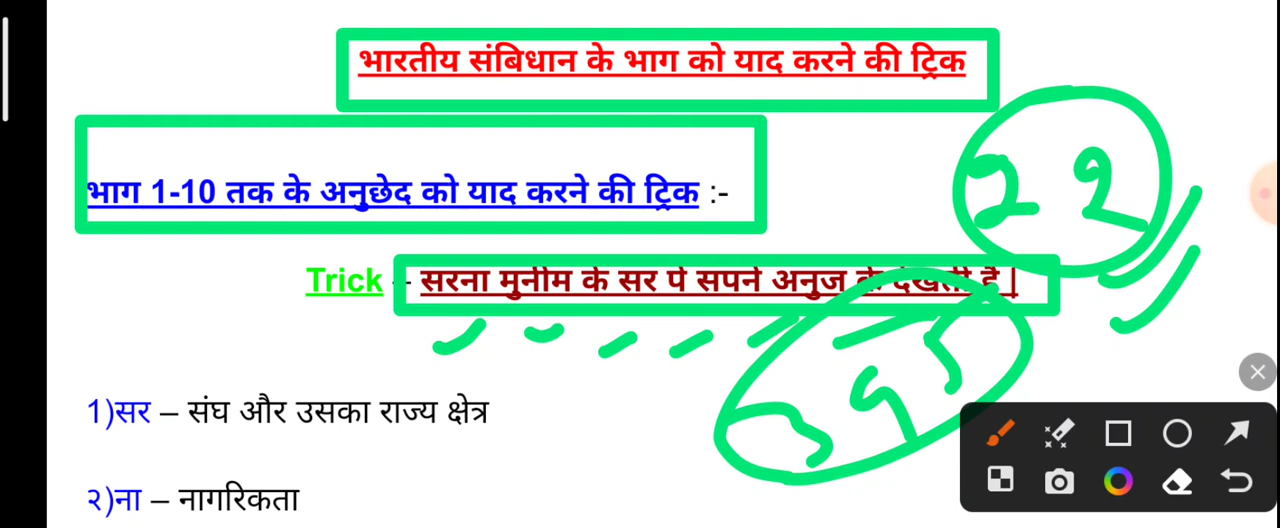 भारतीय संबिधान के भाग को याद करने की ट्रिक
भाग 1-10 तक के अनुछेद को याद करने की ट्रिक :-
22
Trick – सरना मुनीम के सर पे सपने अनुज के देखती है |
395
1)सर – संघ और उसका राज्य क्षेत्र
२)ना – नागरिकता